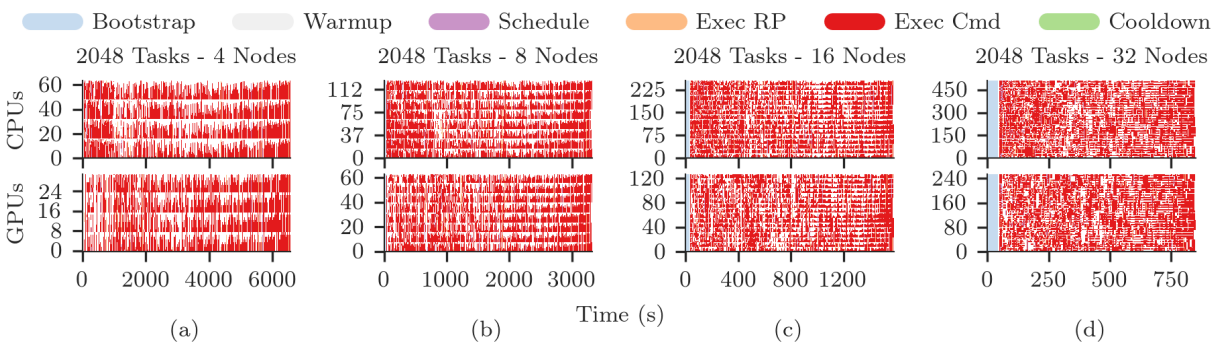 Bootstrap Warmup Schedule Exec RP Exec Cmd Cooldown
2048 Tasks - 4 Nodes 2048 Tasks - 8 Nodes 2048 Tasks - 16 Nodes 2048 Tasks - 32 Nodes
CPUs
60 40 20 0
112 75 37 0
225 150 75 0
450 300 150 0
GPUs
24 16 8 0
60 40 20 0
120 80 40 0
240 160 80 0
0 2000 4000 6000 0 1000 2000 3000 0 400 800 1200 0 250 500 750
Time (s)
(a) (b) (c) (d)